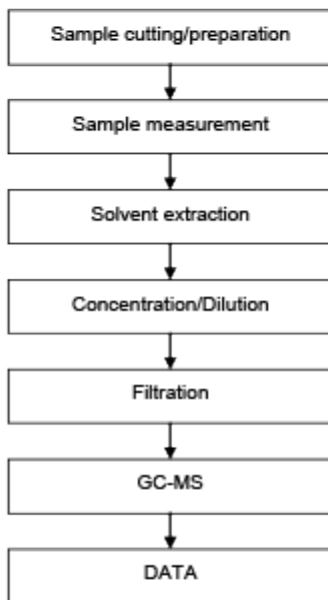 Sample cutting/preparation
Sample measurement
Solvent extraction
Concentration/Dilution
Filtration
GC-MS
DATA